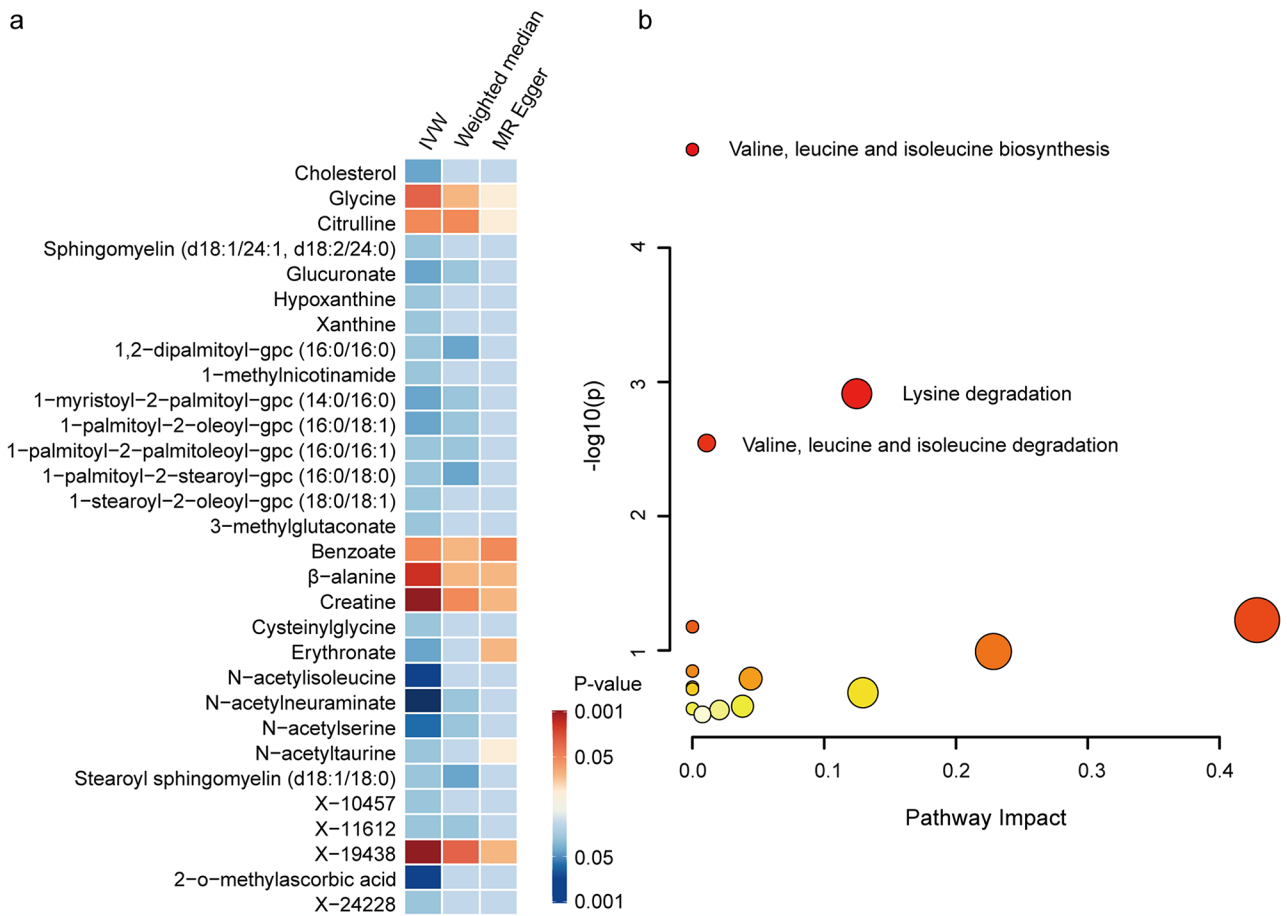 a
b
IVW
Weighted median
MR Egger
Cholesterol
Glycine
Citrulline
Sphingomyelin (d18:1/24:1, d18:2/24:0)
Glucuronate
Hypoxanthine
Xanthine
1,2−dipalmitoyl−gpc (16:0/16:0)
1−methylnicotinamide
1−myristoyl−2−palmitoyl−gpc (14:0/16:0)
1−palmitoyl−2−oleoyl−gpc (16:0/18:1)
1−palmitoyl−2−palmitoleoyl−gpc (16:0/16:1)
1−palmitoyl−2−stearoyl−gpc (16:0/18:0)
1−stearoyl−2−oleoyl−gpc (18:0/18:1)
3−methylglutaconate
Benzoate
β−alanine
Creatine
Cysteinylglycine
Erythronate
N−acetylisoleucine
N−acetylneuraminate
N−acetylserine
N−acetyltaurine
Stearoyl sphingomyelin (d18:1/18:0)
X−10457
X−11612
X−19438
2−o−methylascorbic acid
X−24228
P-value
0.001
0.05
0.05
0.001
Valine, leucine and isoleucine biosynthesis
Lysine degradation
Valine, leucine and isoleucine degradation
-log10(p)
4
3
2
1
0.0
0.1
0.2
0.3
0.4
Pathway Impact